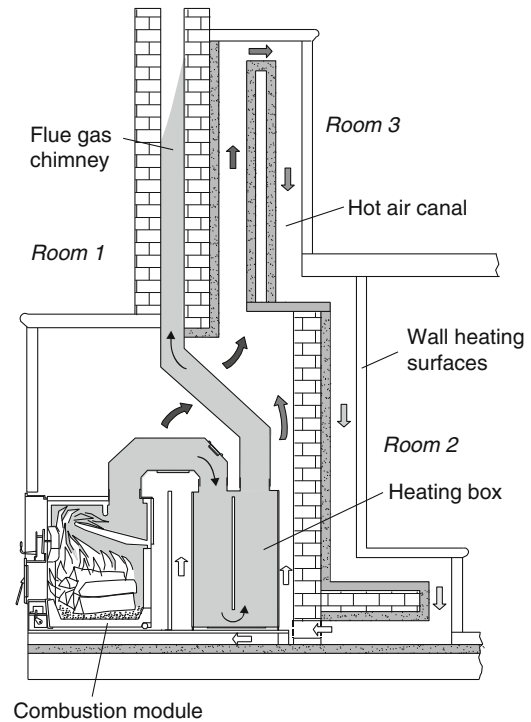 Room 3
Flue gas
chimney
Hot air canal
Room 1
Wall heating
surfaces
Room 2
Heating box
Combustion module